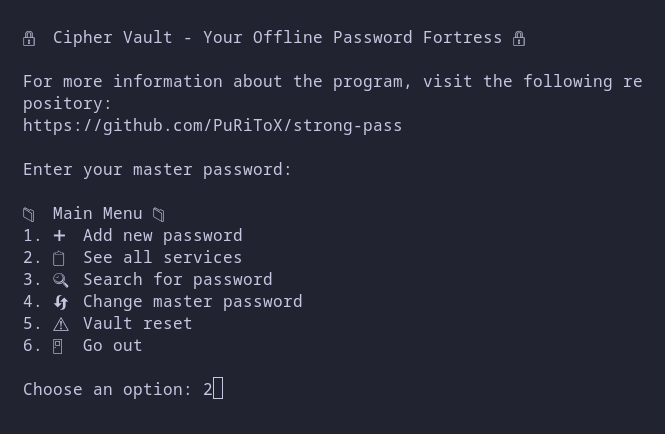 🔒 Cipher Vault - Your Offline Password Fortress 🔒
For more information about the program, visit the following re
pository:
https://github.com/PuRiToX/strong-pass
Enter your master password:
📁 Main Menu 📁
1. ➕ Add new password
2. 📋 See all services
3. 🔍 Search for password
4. 🔄 Change master password
5. ⚠ Vault reset
6. 🚪 Go out
Choose an option: 2